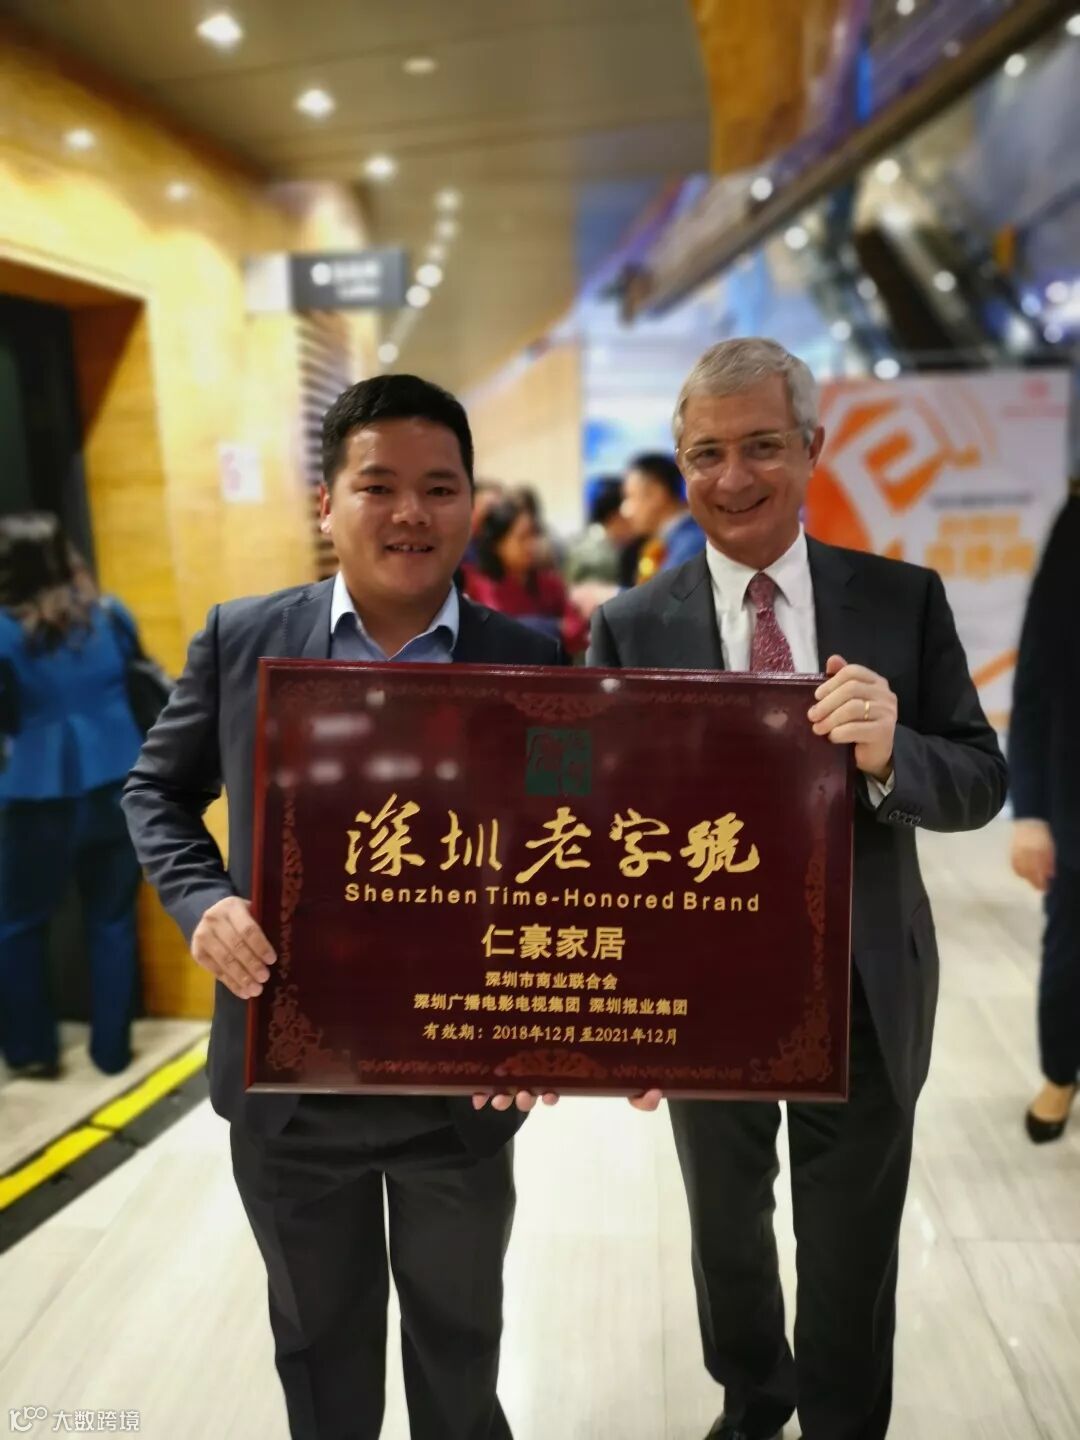 深圳老字號
Shenzhen Time-Honored Brand
仁豪家居
深圳市商业联合会
深圳广播电影电视集团 深圳报业集团
有效期：2018年12月至2021年12月
大数跨境